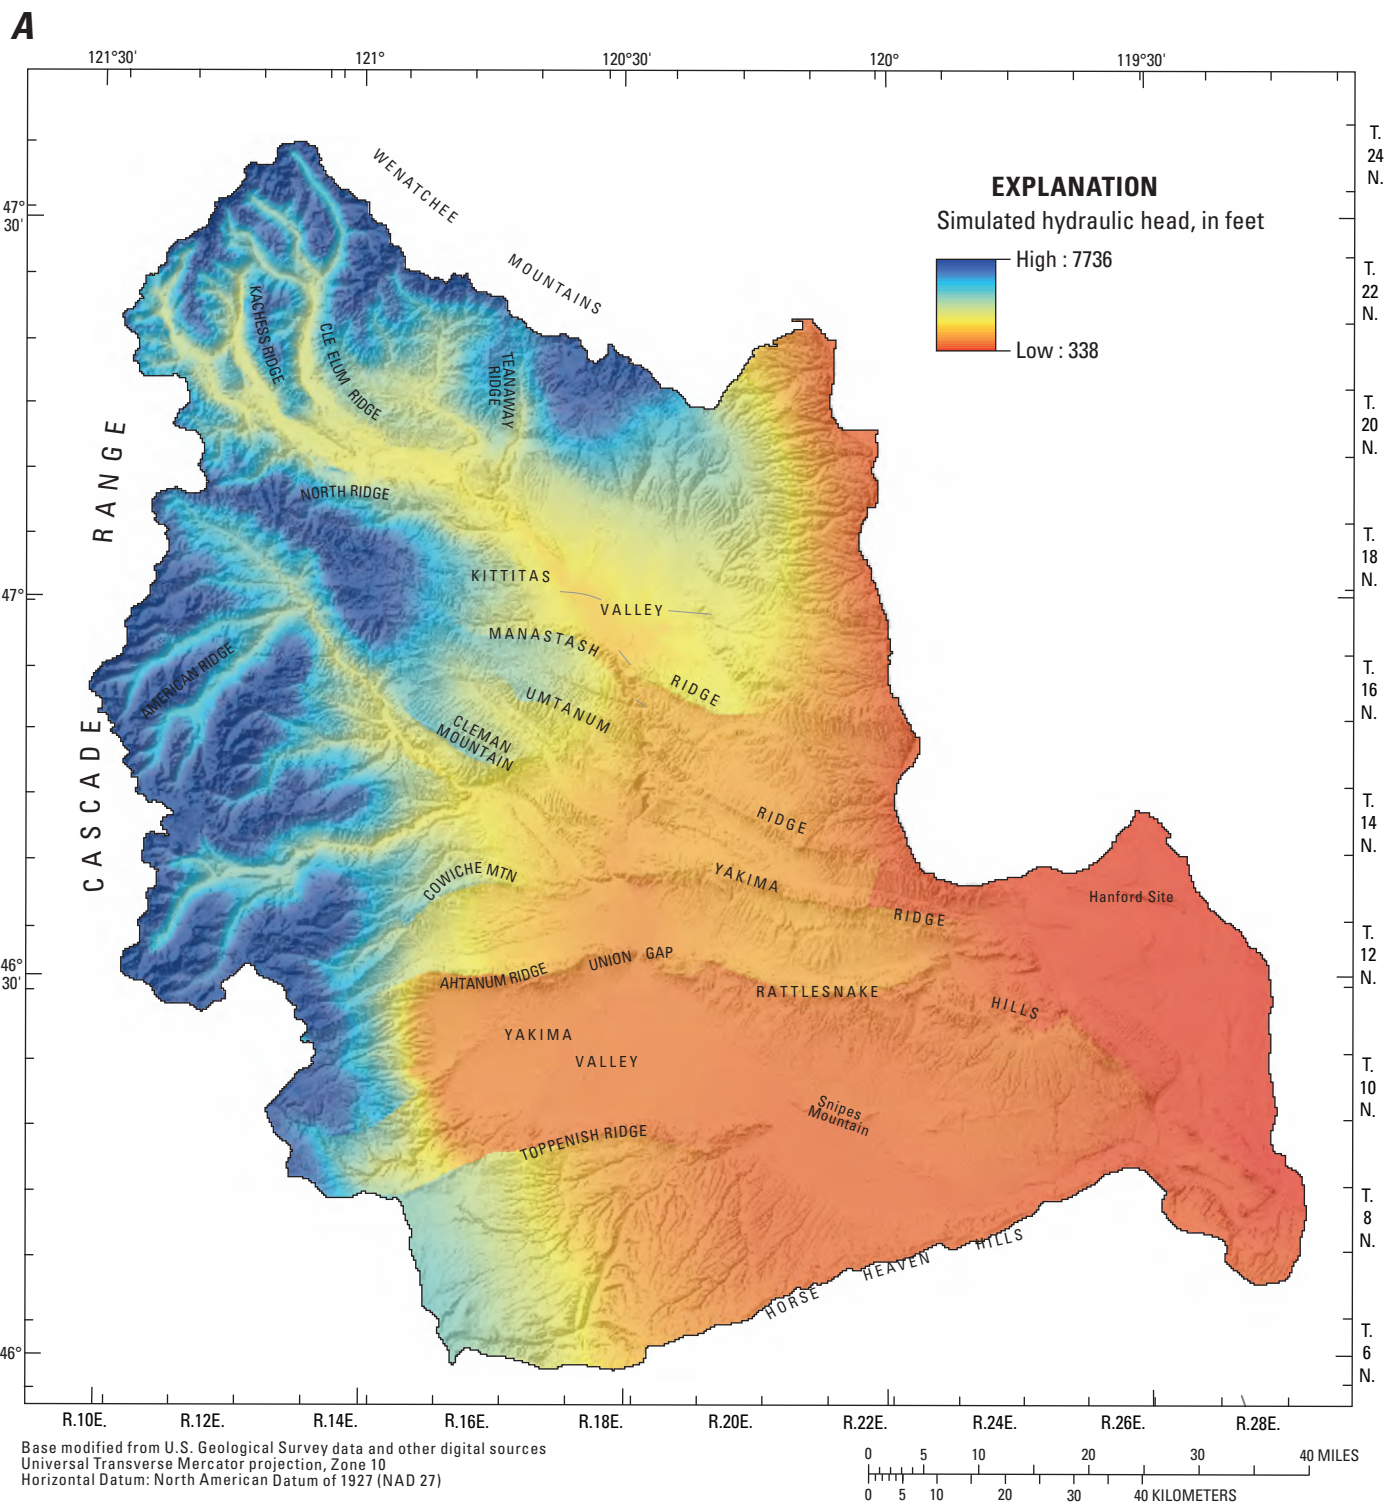 A
121°30'
121°
120°30'
120°
119°30'
T.
24
N.
WENATCHEE
MOUNTAINS
EXPLANATION
Simulated hydraulic head, in feet
High : 7736
Low : 338
47°
30'
T.
22
N.
KACHESS RIDGE
CLE ELUM RIDGE
TEANAWAY
RIDGE
T.
20
N.
CASCADE RANGE
NORTH RIDGE
T.
18
N.
KITTITAS
VALLEY
47°
MANASTASH
RIDGE
AMERICAN RIDGE
T.
16
N.
UMTANUM
RIDGE
CLEMAN
MOUNTAIN
T.
14
N.
COWICHE MTN
YAKIMA
RIDGE
Hanford Site
T.
12
N.
46°
30'
AHTANUM RIDGE
UNION GAP
RATTLESNAKE
HILLS
YAKIMA
VALLEY
T.
10
N.
Snipes
Mountain
TOPPENISH RIDGE
T.
8
N.
HORSE HEAVEN HILLS
T.
6
N.
46°
R.10E.
R.12E.
R.14E.
R.16E.
R.18E.
R.20E.
R.22E.
R.24E.
R.26E.
R.28E.
Base modified from U.S. Geological Survey data and other digital sources
Universal Transverse Mercator projection, Zone 10
Horizontal Datum: North American Datum of 1927 (NAD 27)
0 5 10 20 30 40 MILES
0 5 10 20 30 40 KILOMETERS